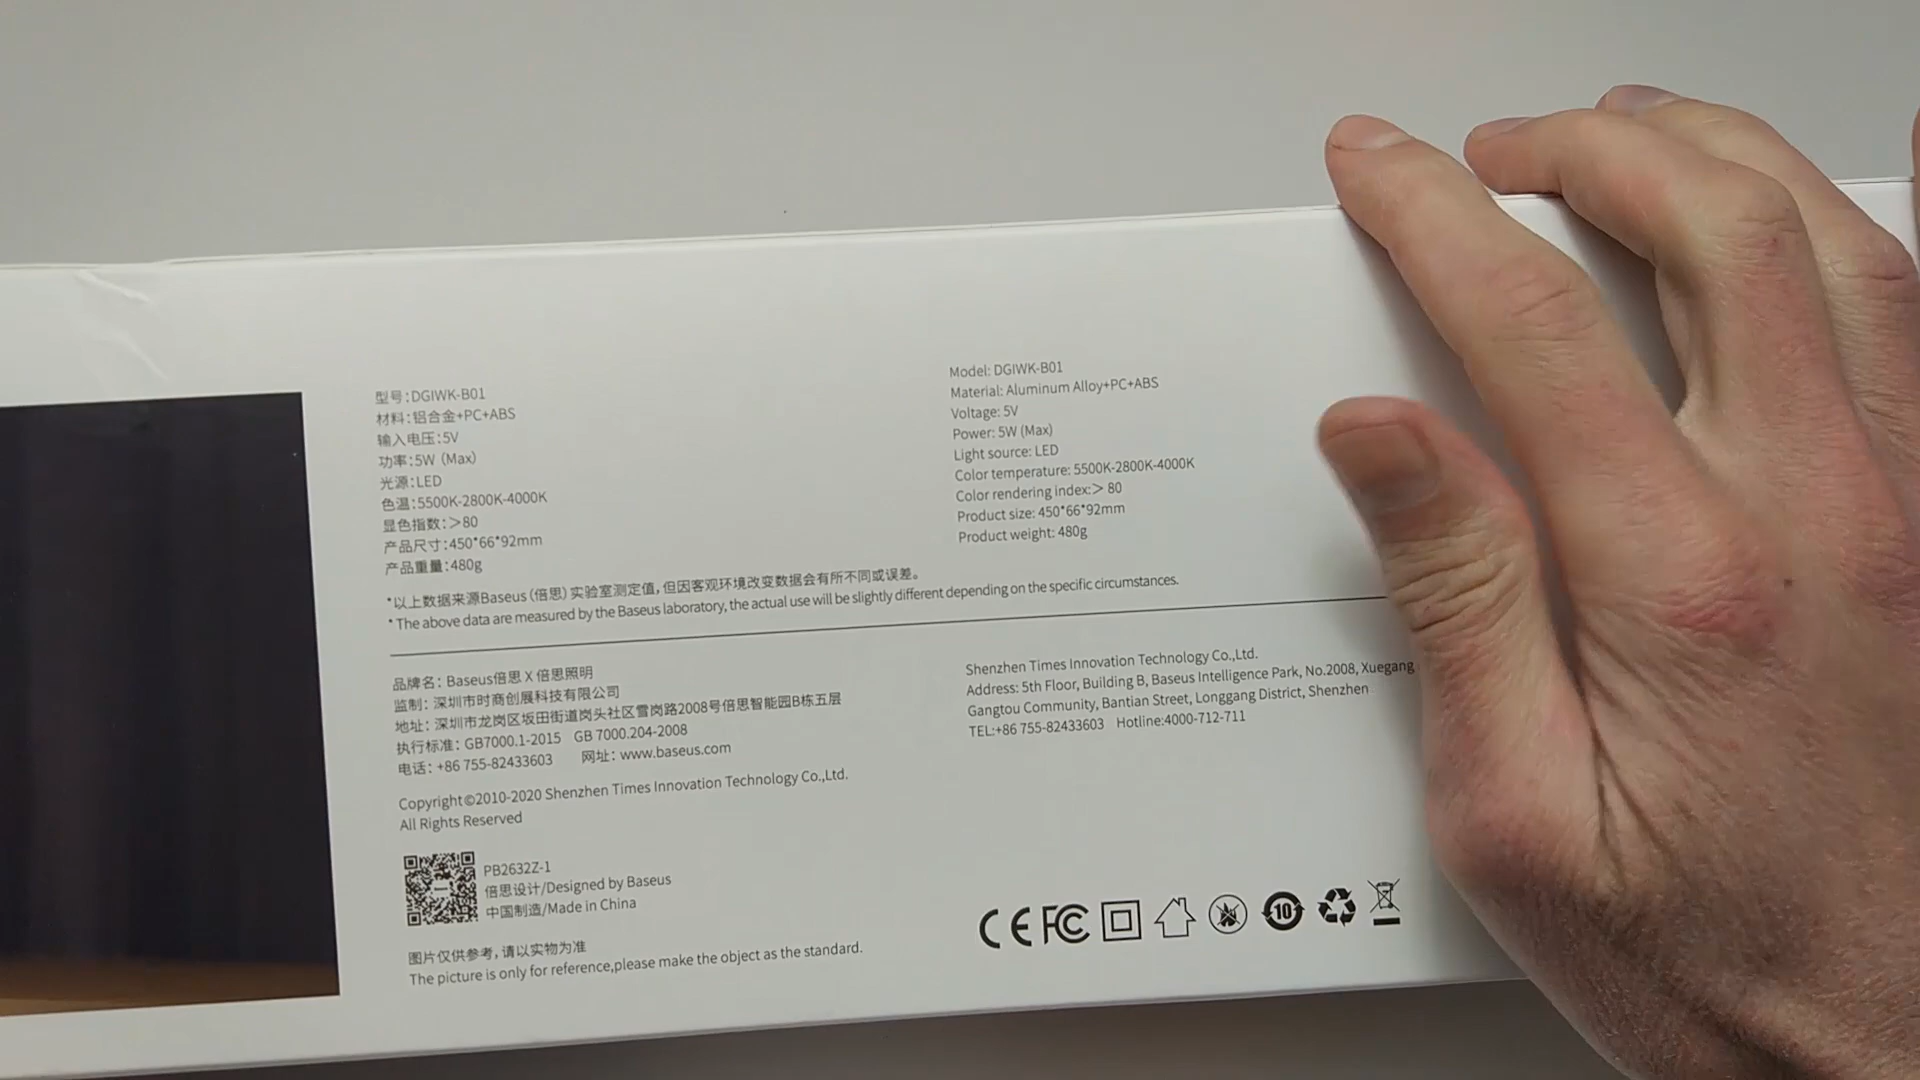 型号:DGIWK-B01
材料:铝合金+PC+ABS
输入电压:5V
功率:5W (Max)
光源:LED
色温:5500K-2800K-4000K
显色指数:>80
产品尺寸:450*66*92mm
产品重量:480g
Model: DGIWK-B01
Material: Aluminum Alloy+PC+ABS
Voltage: 5V
Power: 5W (Max)
Light source: LED
Color temperature: 5500K-2800K-4000K
Color rendering index:> 80
Product size: 450*66*92mm
Product weight: 480g
*以上数据来源Baseus(倍思)实验室测定值,但因客观环境改变数据会有所不同或误差。
* The above data are measured by the Baseus laboratory, the actual use will be slightly different depending on the specific circumstances.
品牌名: Baseus倍思 X 倍思照明
监制: 深圳市时商创展科技有限公司
地址: 深圳市龙岗区坂田街道岗头社区雪岗路2008号倍思智能园B栋五层
执行标准: GB7000.1-2015 GB 7000.204-2008
电话: +86 755-82433603 网址: www.baseus.com
Shenzhen Times Innovation Technology Co.,Ltd.
Address: 5th Floor, Building B, Baseus Intelligence Park, No.2008, Xuegang
Gangtou Community, Bantian Street, Longgang District, Shenzhen
TEL:+86 755-82433603 Hotline:4000-712-711
Copyright©2010-2020 Shenzhen Times Innovation Technology Co.,Ltd.
All Rights Reserved
PB2632Z-1
倍思设计/Designed by Baseus
中国制造/Made in China
图片仅供参考,请以实物为准
The picture is only for reference,please make the object as the standard.
CE FC 10